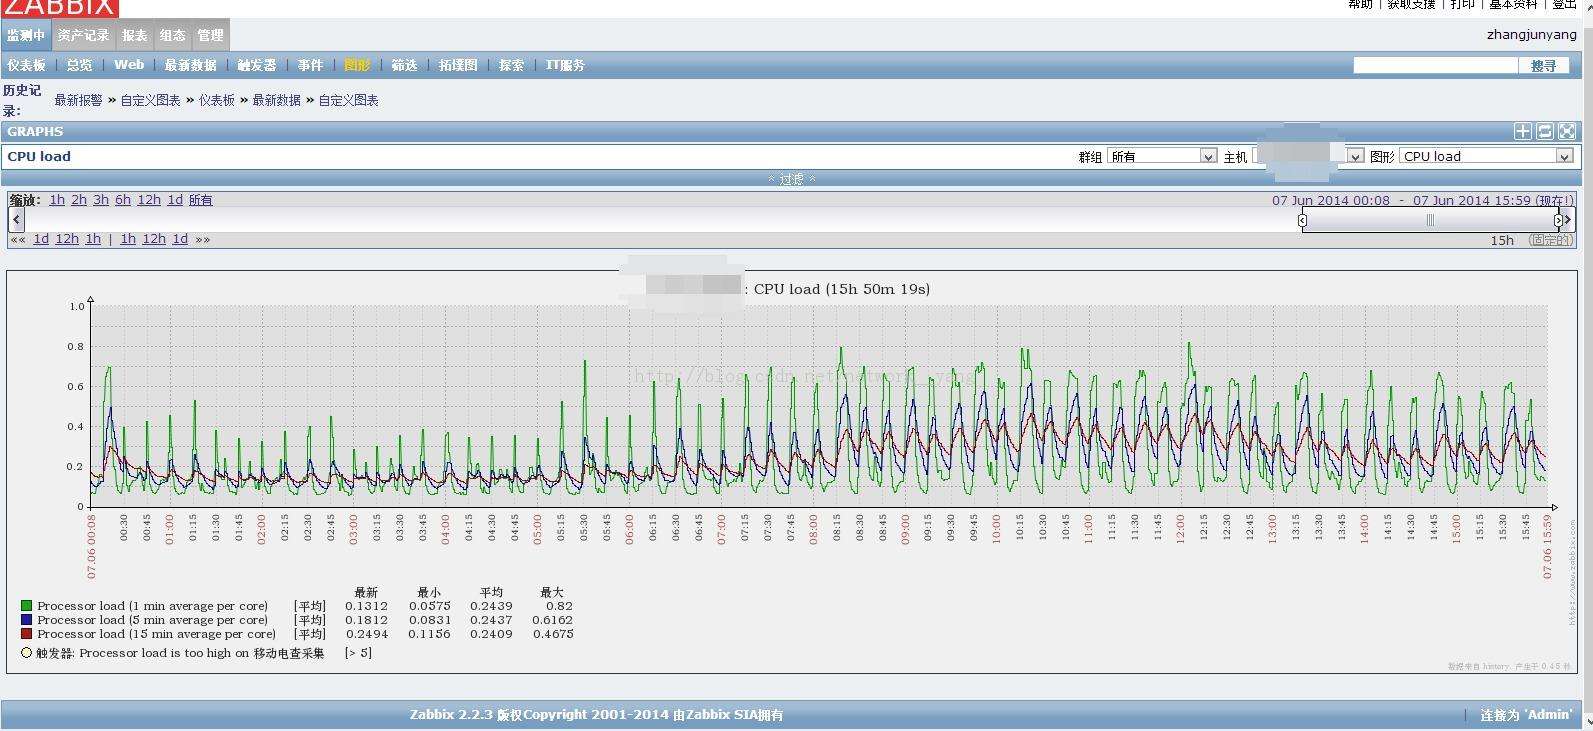 ZABBIX
帮助 | 获取支援 | 打印 | 基本资料 | 登出
监测中 资产记录 报表 组态 管理
zhangjunyang
仪表板 | 总览 | Web | 最新数据 | 触发器 | 事件 | 图形 | 筛选 | 拓墣图 | 探索 | IT服务
搜寻
历史记录: 最新报警 » 自定义图表 » 仪表板 » 最新数据 » 自定义图表
GRAPHS
CPU load
群组 所有 主机 图形 CPU load
过滤
缩放: 1h 2h 3h 6h 12h 1d 所有
07 Jun 2014 00:08 - 07 Jun 2014 15:59 (现在!)
«« 1d 12h 1h | 1h 12h 1d »»
15h (固定的)
: CPU load (15h 50m 19s)
1.0
0.8
0.6
0.4
0.2
0
07.06 00:08 00:30 00:45 01:00 01:15 01:30 01:45 02:00 02:15 02:30 02:45 03:00 03:15 03:30 03:45 04:00 04:15 04:30 04:45 05:00 05:15 05:30 05:45 06:00 06:15 06:30 06:45 07:00 07:15 07:30 07:45 08:00 08:15 08:30 08:45 09:00 09:15 09:30 09:45 10:00 10:15 10:30 10:45 11:00 11:15 11:30 11:45 12:00 12:15 12:30 12:45 13:00 13:15 13:30 13:45 14:00 14:15 14:30 14:45 15:00 15:15 15:30 15:45 07.06 15:59
http://www.zabbix.com
最新 最小 平均 最大
Processor load (1 min average per core) [平均] 0.1312 0.0575 0.2439 0.82
Processor load (5 min average per core) [平均] 0.1812 0.0831 0.2437 0.6162
Processor load (15 min average per core) [平均] 0.2494 0.1156 0.2409 0.4675
触发器: Processor load is too high on 移动电查采集 [> 5]
数据来自 history. 产生于 0.45 秒.
Zabbix 2.2.3 版权Copyright 2001-2014 由Zabbix SIA拥有
| 连接为 'Admin'